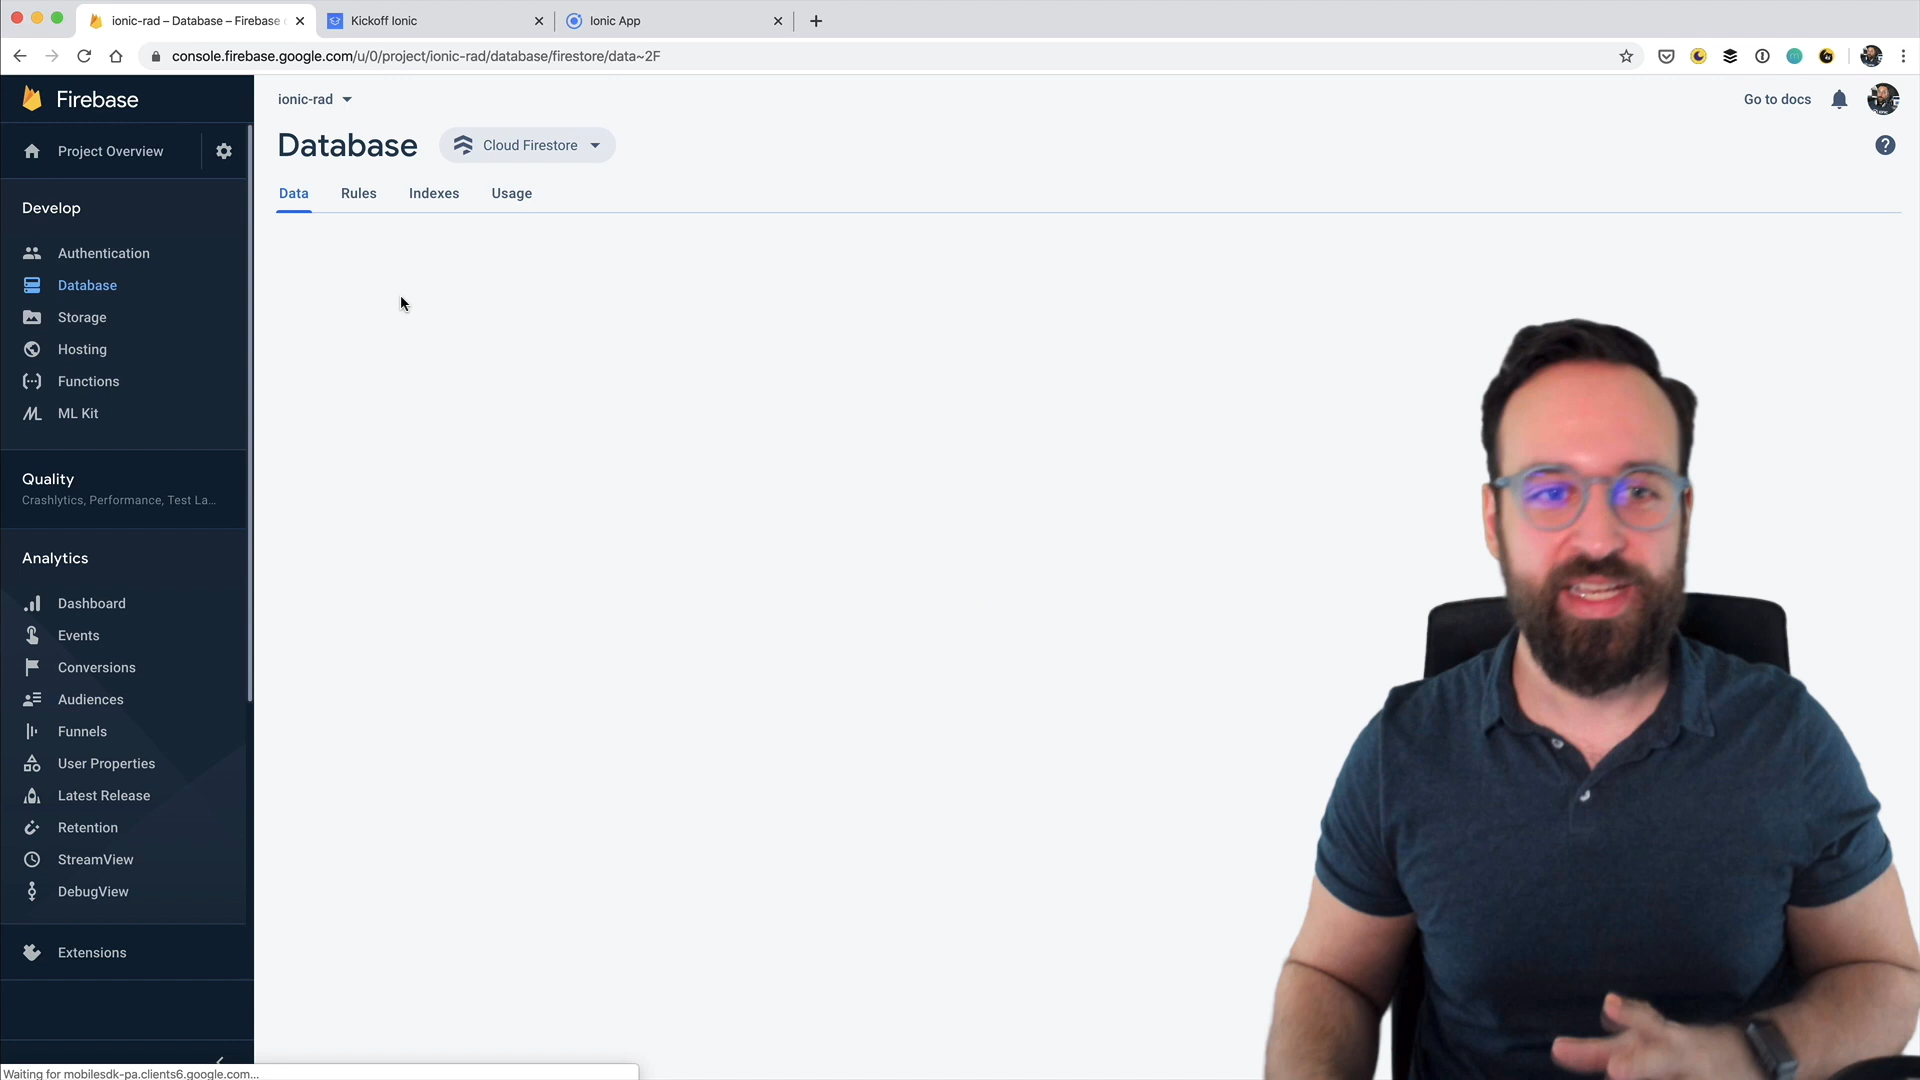 ionic-rad – Database – Firebase
Kickoff Ionic
Ionic App
console.firebase.google.com/u/0/project/ionic-rad/database/firestore/data~2F
Firebase
Project Overview
Develop
Authentication
Database
Storage
Hosting
Functions
ML Kit
Quality
Crashlytics, Performance, Test La…
Analytics
Dashboard
Events
Conversions
Audiences
Funnels
User Properties
Latest Release
Retention
StreamView
DebugView
Extensions
ionic-rad
Go to docs
Database
Cloud Firestore
Data
Rules
Indexes
Usage
Waiting for mobilesdk-pa.clients6.google.com...